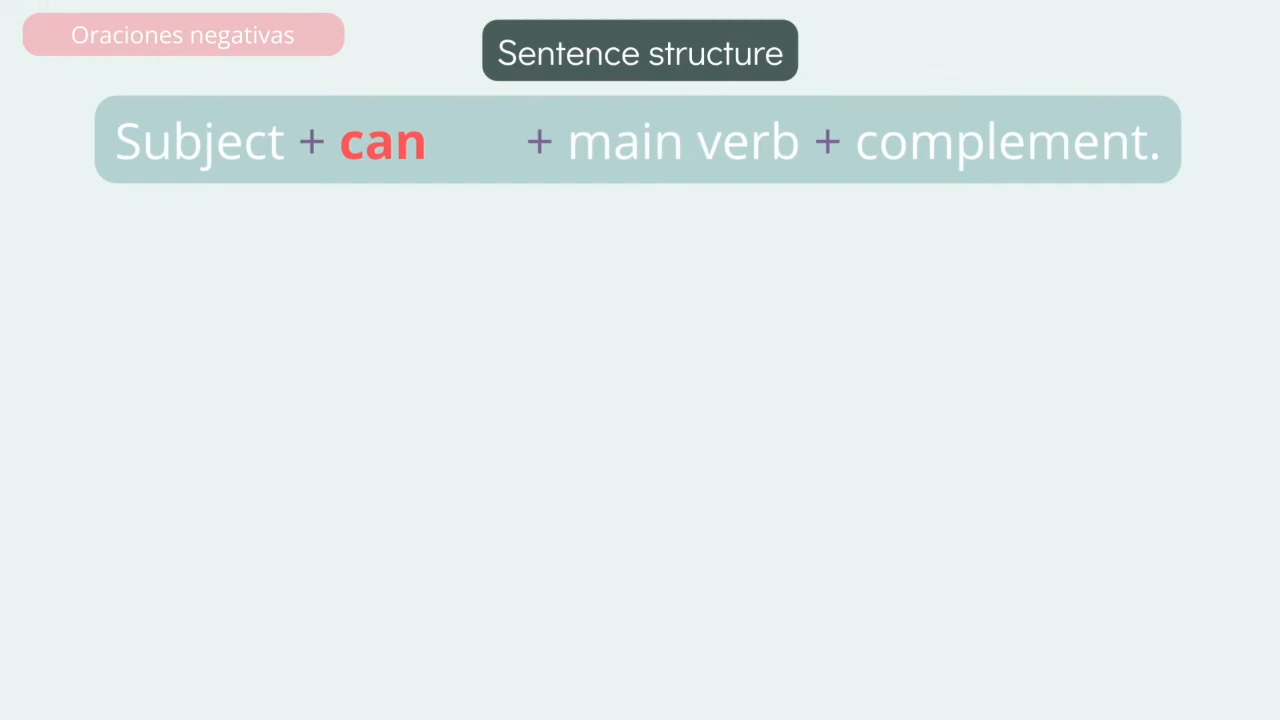 Oraciones negativas
Sentence structure
Subject + can + main verb + complement.